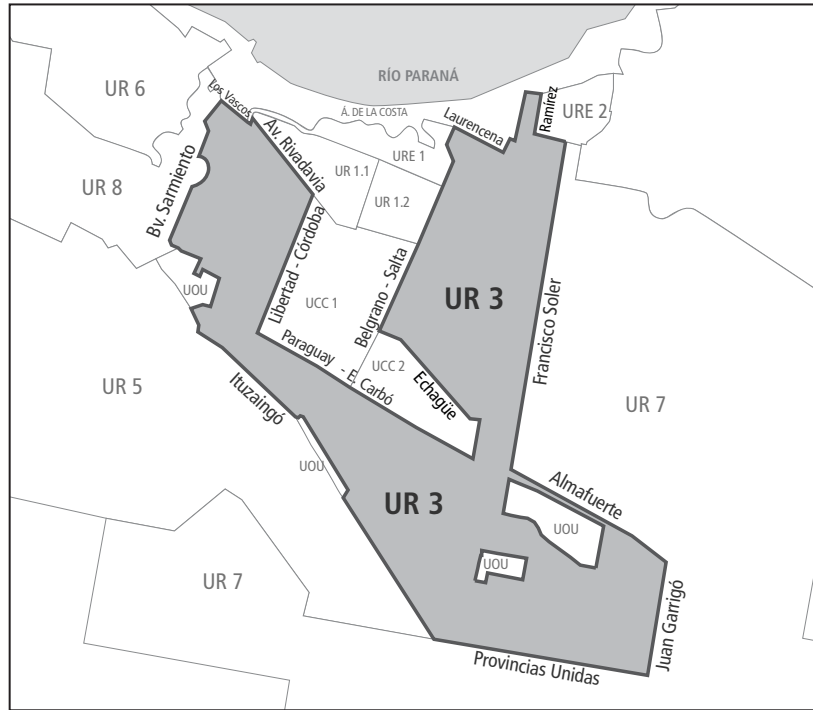 RÍO PARANÁ
UR 6
Los Vascos
Á. DE LA COSTA
Laurencena
Ramírez
URE 2
Av. Rivadavia
URE 1
UR 1.1
UR 8
Bv. Sarmiento
UR 1.2
Libertad - Córdoba
Belgrano - Salta
UOU
UCC 1
UR 3
Francisco Soler
Paraguay - E. Carbó
UCC 2
Echagüe
UR 5
Ituzaingó
UR 7
UOU
UR 3
Almafuerte
UOU
UOU
UR 7
Juan Garrigó
Provincias Unidas